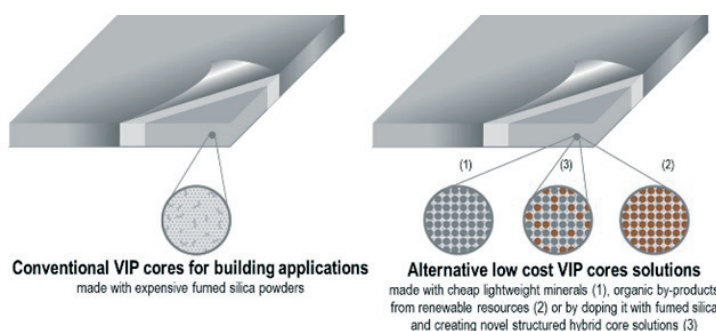 (1)
(3)
(2)
Conventional VIP cores for building applications
made with expensive fumed silica powders
Alternative low cost VIP cores solutions
made with cheap lightweight minerals (1), organic by-products
from renewable resources (2) or by doping it with fumed silica
and creating novel structured hybrid core solutions (3)